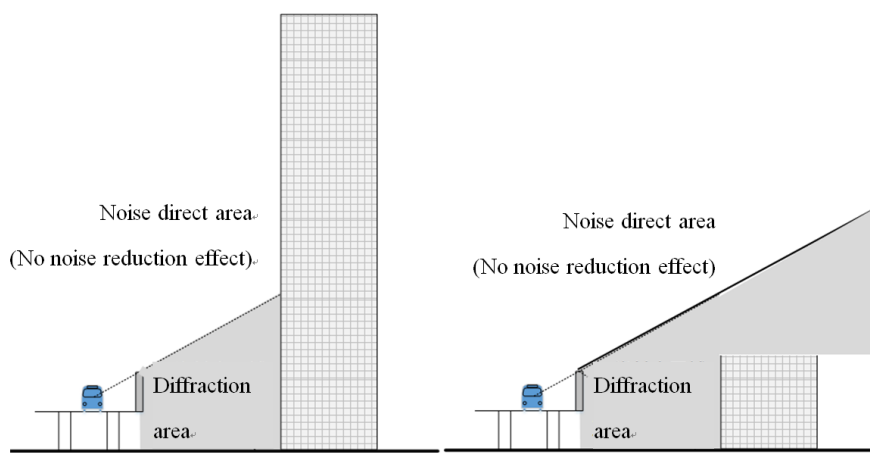 Noise direct area
(No noise reduction effect)
Diffraction
area
Noise direct area
(No noise reduction effect)
Diffraction
area